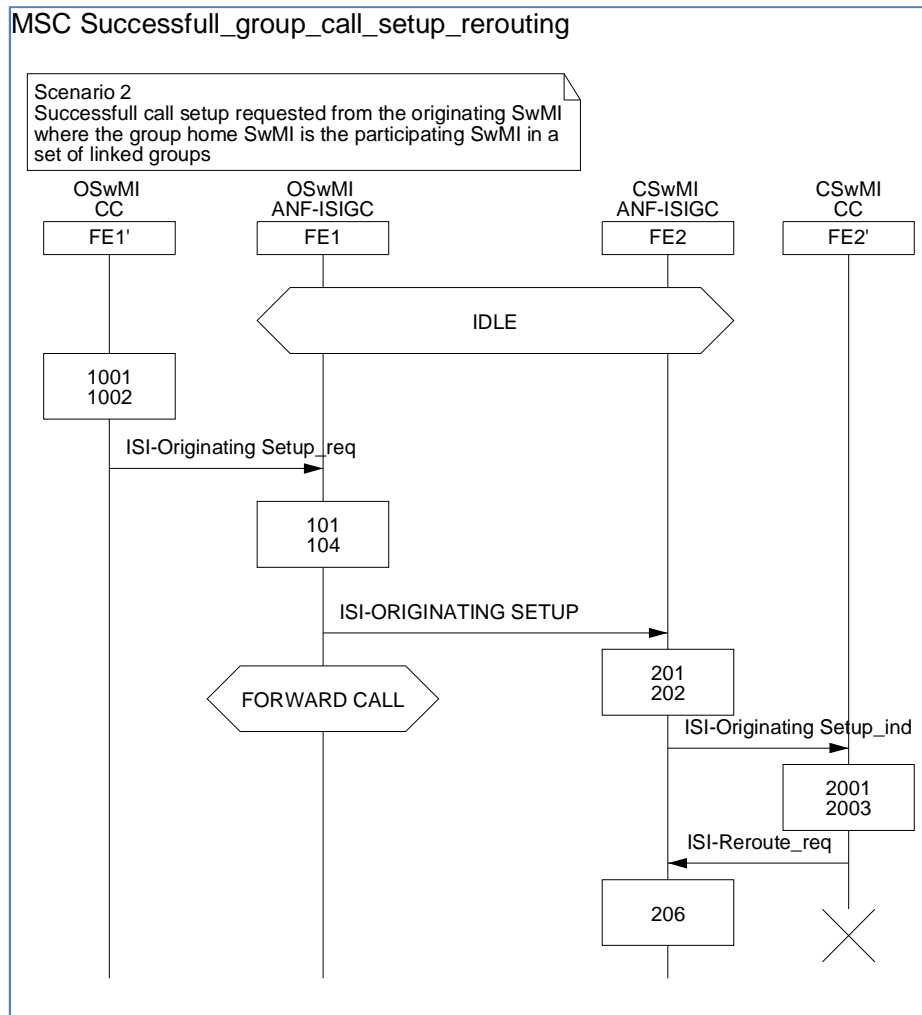 MSC Successfull_group_call_setup_rerouting
Scenario 2
Successfull call setup requested from the originating SwMI
where the group home SwMI is the participating SwMI in a
set of linked groups
OSwMI
CC
FE1'
OSwMI
ANF-ISIGC
FE1
CSwMI
ANF-ISIGC
FE2
CSwMI
CC
FE2'
IDLE
1001
1002
ISI-Originating Setup_req
101
104
ISI-ORIGINATING SETUP
FORWARD CALL
201
202
ISI-Originating Setup_ind
2001
2003
ISI-Reroute_req
206